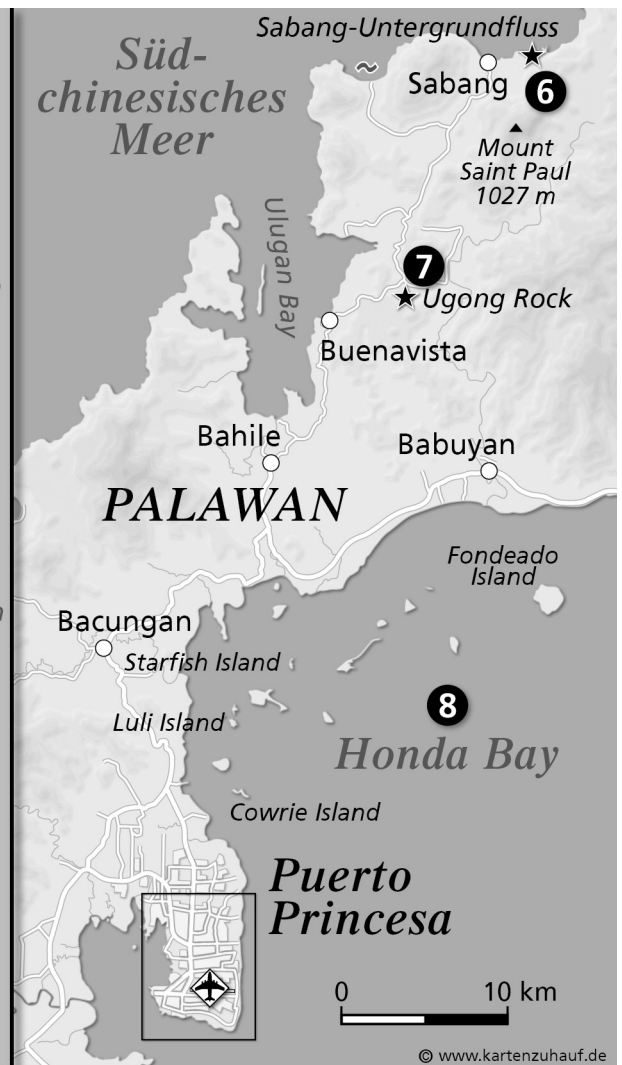 Sabang-Untergrundfluss
Süd-
chinesisches
Meer
Sabang
6
Mount
Saint Paul
1027 m
Ulugan Bay
7
Ugong Rock
Buenavista
Bahile
Babuyan
PALAWAN
Fondeado
Island
Bacungan
Starfish Island
8
Luli Island
Honda Bay
Cowrie Island
Puerto
Princesa
0 10 km
© www.kartenzuhauf.de